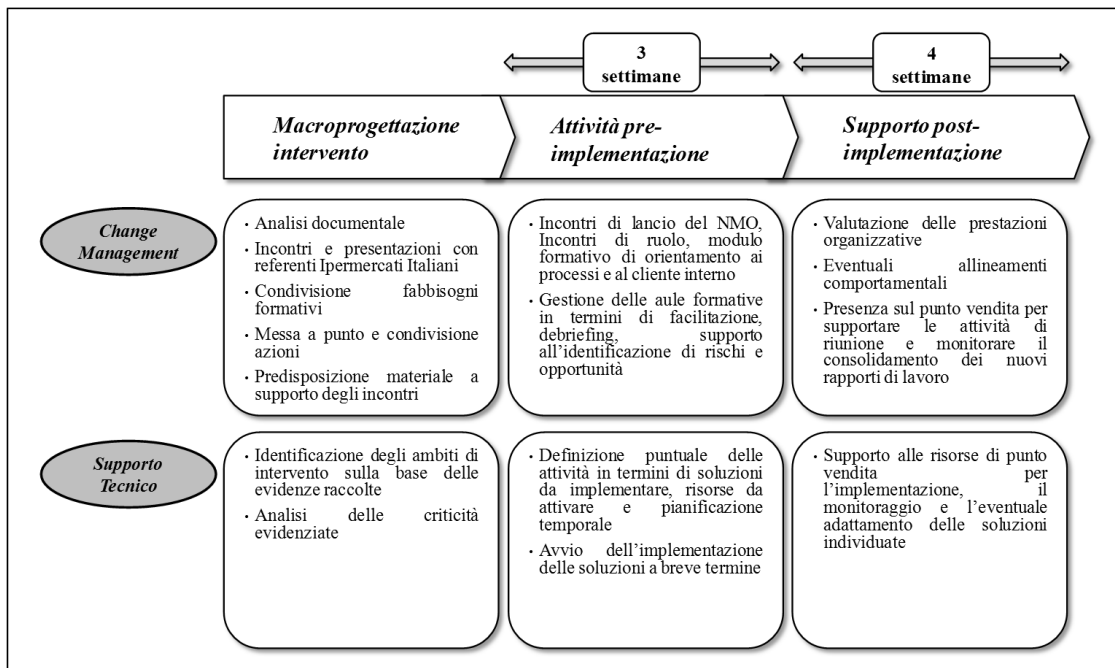 3
settimane
4
settimane
Macroprogettazione
intervento
Attività pre-
implementazione
Supporto post-
implementazione
Change
Management
• Analisi documentale
• Incontri e presentazioni con
referenti Ipermercati Italiani
• Condivisione fabbisogni
formativi
• Messa a punto e condivisione
azioni
• Predisposizione materiale a
supporto degli incontri
• Incontri di lancio del NMO,
Incontri di ruolo, modulo
formativo di orientamento ai
processi e al cliente interno
• Gestione delle aule formative
in termini di facilitazione,
debriefing, supporto
all’identificazione di rischi e
opportunità
• Valutazione delle prestazioni
organizzative
• Eventuali allineamenti
comportamentali
• Presenza sul punto vendita per
supportare le attività di
riunione e monitorare il
consolidamento dei nuovi
rapporti di lavoro
Supporto
Tecnico
• Identificazione degli ambiti di
intervento sulla base delle
evidenze raccolte
• Analisi delle criticità
evidenziate
• Definizione puntuale delle
attività in termini di soluzioni
da implementare, risorse da
attivare e pianificazione
temporale
• Avvio dell’implementazione
delle soluzioni a breve termine
• Supporto alle risorse di punto
vendita per
l’implementazione, il
monitoraggio e l’eventuale
adattamento delle soluzioni
individuate